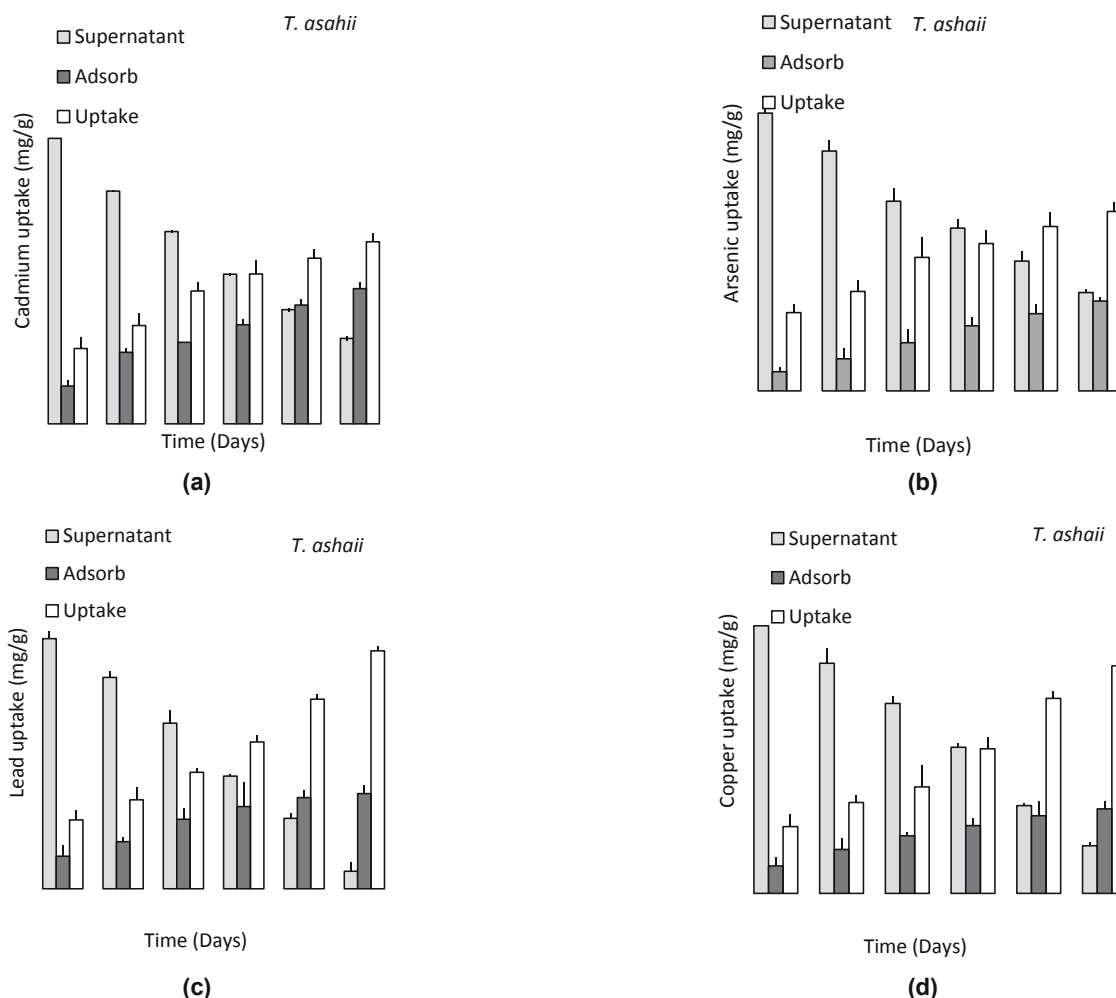 T. asahii
Supernatant
Adsorb
Uptake
Cadmium uptake (mg/g)
Time (Days)
(a)
T. ashaii
Supernatant
Adsorb
Uptake
Arsenic uptake (mg/g)
Time (Days)
(b)
T. ashaii
Supernatant
Adsorb
Uptake
Lead uptake (mg/g)
Time (Days)
(c)
T. ashaii
Supernatant
Adsorb
Uptake
Copper uptake (mg/g)
Time (Days)
(d)